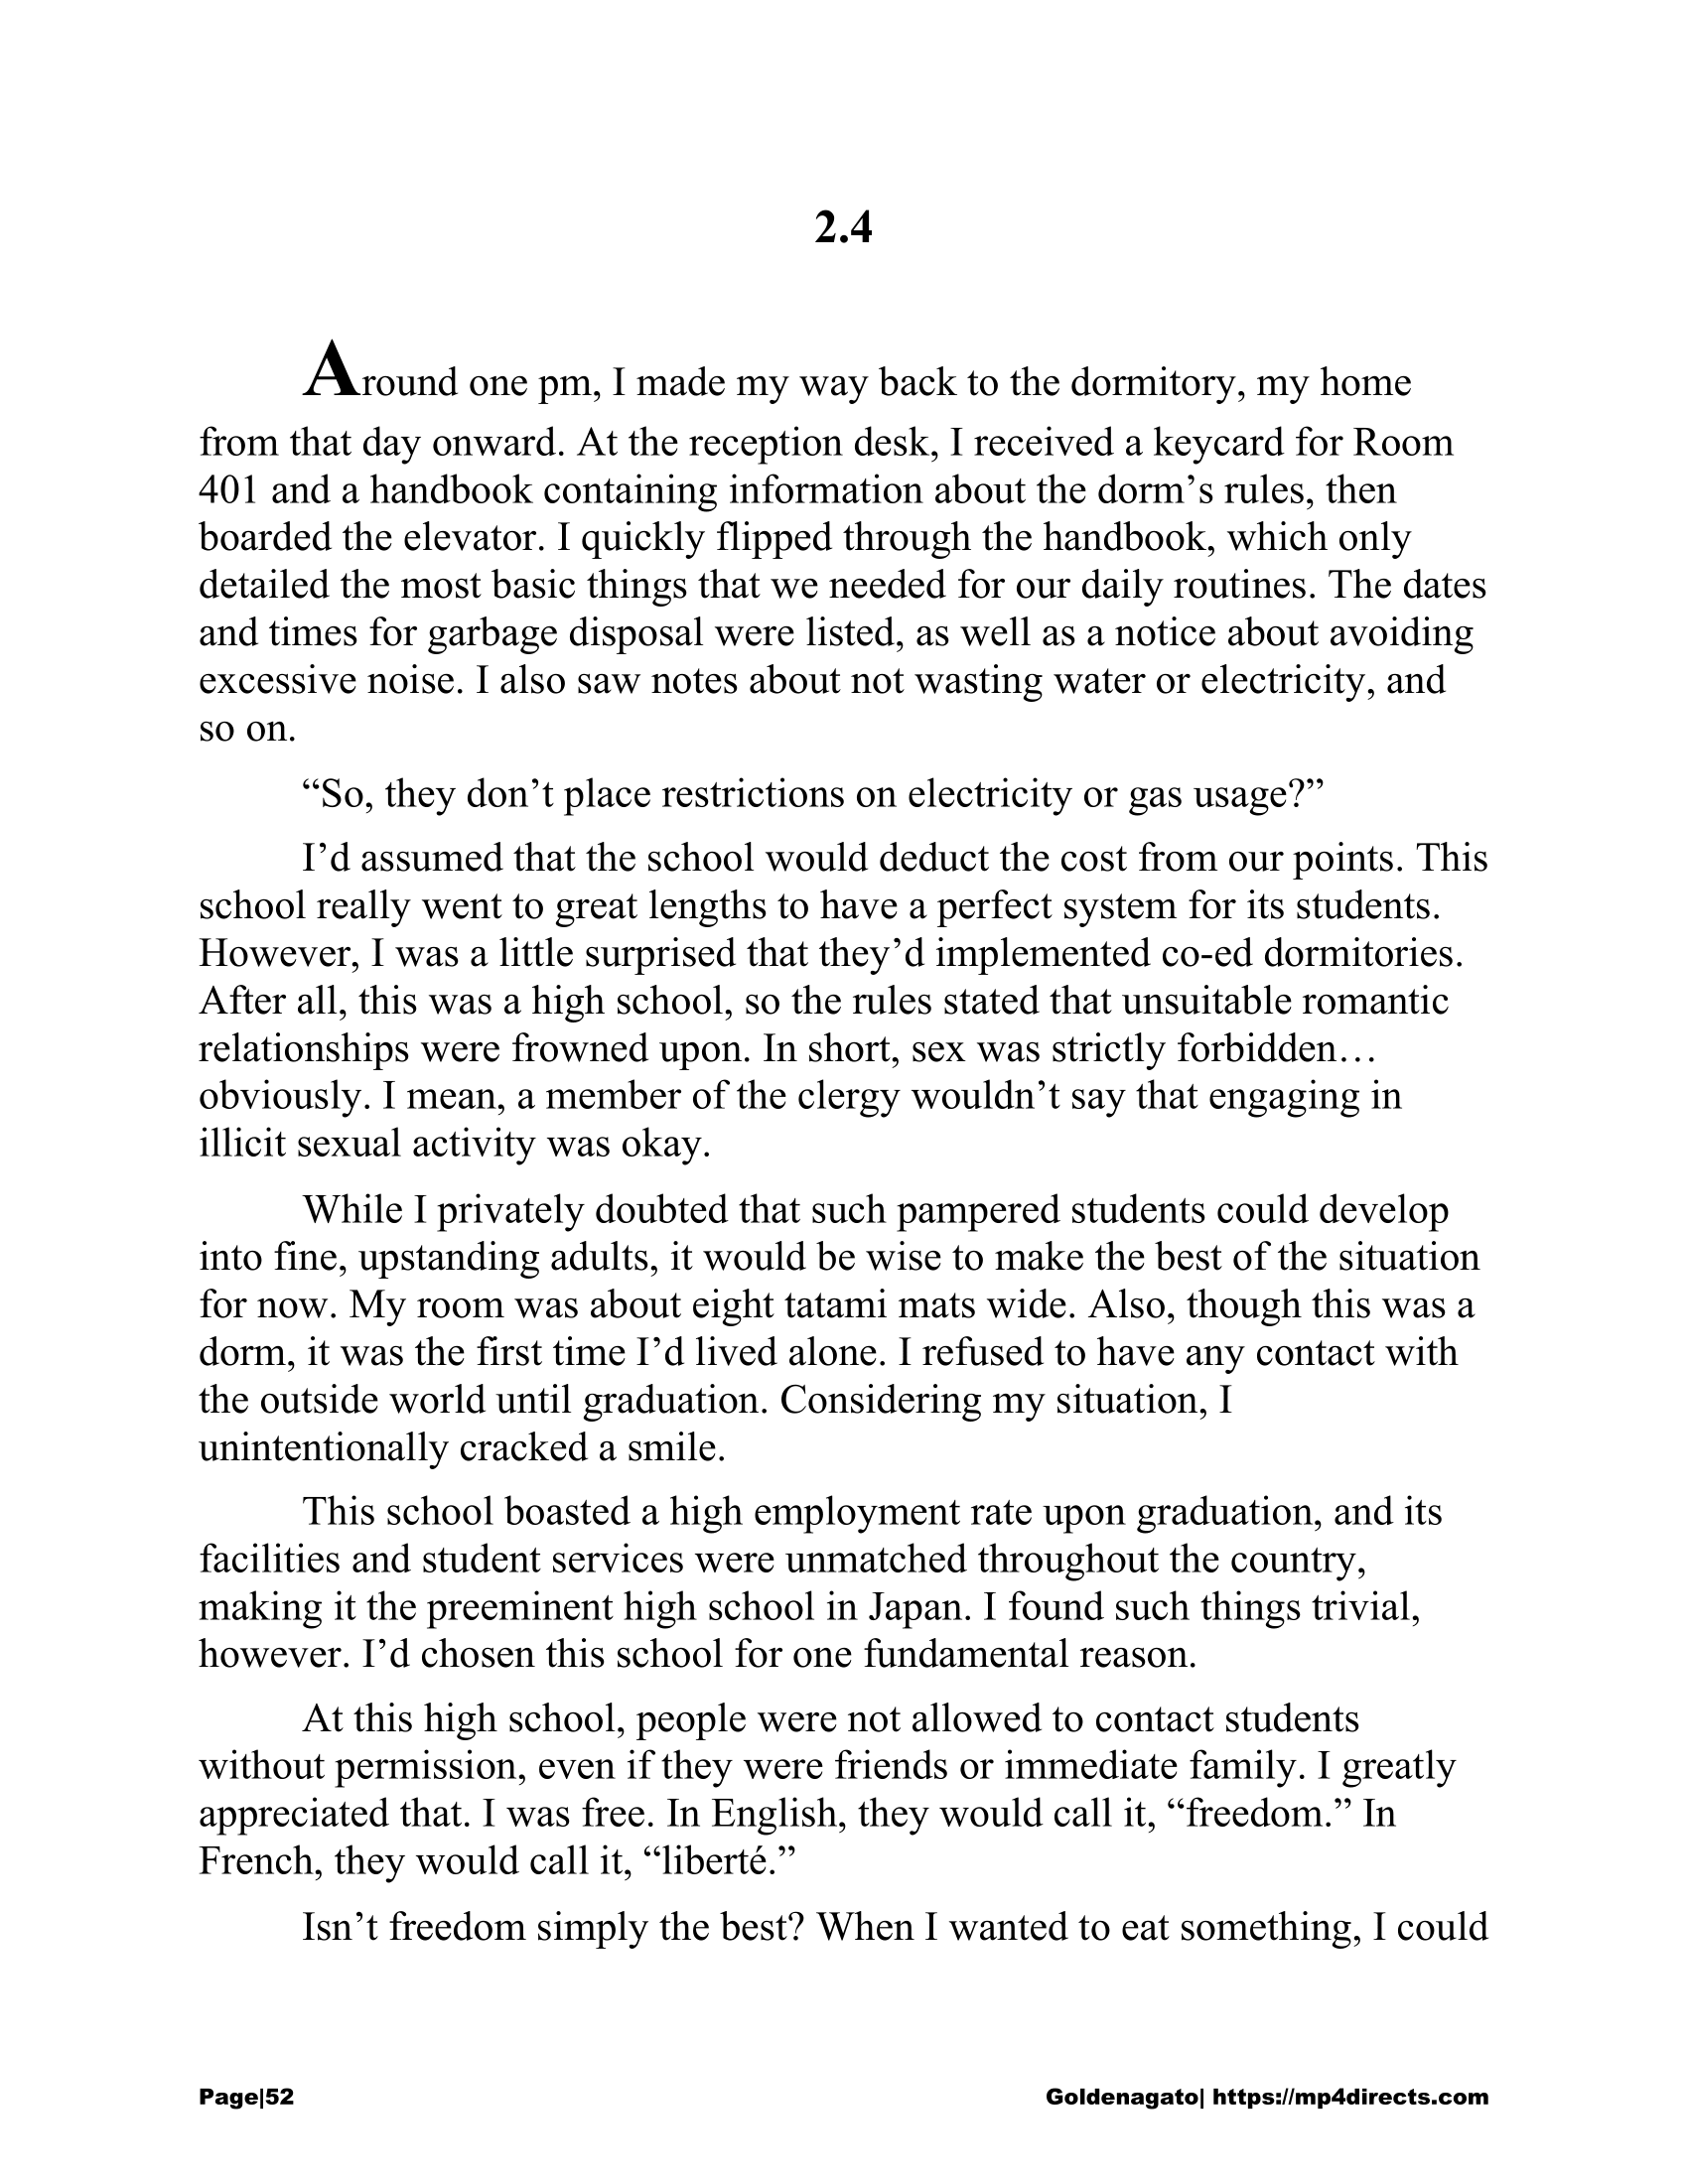 2.4
Around one pm, I made my way back to the dormitory, my home
from that day onward. At the reception desk, I received a keycard for Room
401 and a handbook containing information about the dorm’s rules, then
boarded the elevator. I quickly flipped through the handbook, which only
detailed the most basic things that we needed for our daily routines. The dates
and times for garbage disposal were listed, as well as a notice about avoiding
excessive noise. I also saw notes about not wasting water or electricity, and
so on.
“So, they don’t place restrictions on electricity or gas usage?”
I’d assumed that the school would deduct the cost from our points. This
school really went to great lengths to have a perfect system for its students.
However, I was a little surprised that they’d implemented co-ed dormitories.
After all, this was a high school, so the rules stated that unsuitable romantic
relationships were frowned upon. In short, sex was strictly forbidden…
obviously. I mean, a member of the clergy wouldn’t say that engaging in
illicit sexual activity was okay.
While I privately doubted that such pampered students could develop
into fine, upstanding adults, it would be wise to make the best of the situation
for now. My room was about eight tatami mats wide. Also, though this was a
dorm, it was the first time I’d lived alone. I refused to have any contact with
the outside world until graduation. Considering my situation, I
unintentionally cracked a smile.
This school boasted a high employment rate upon graduation, and its
facilities and student services were unmatched throughout the country,
making it the preeminent high school in Japan. I found such things trivial,
however. I’d chosen this school for one fundamental reason.
At this high school, people were not allowed to contact students
without permission, even if they were friends or immediate family. I greatly
appreciated that. I was free. In English, they would call it, “freedom.” In
French, they would call it, “liberté.”
Isn’t freedom simply the best? When I wanted to eat something, I could
Page|52 Goldenagato| https://mp4directs.com